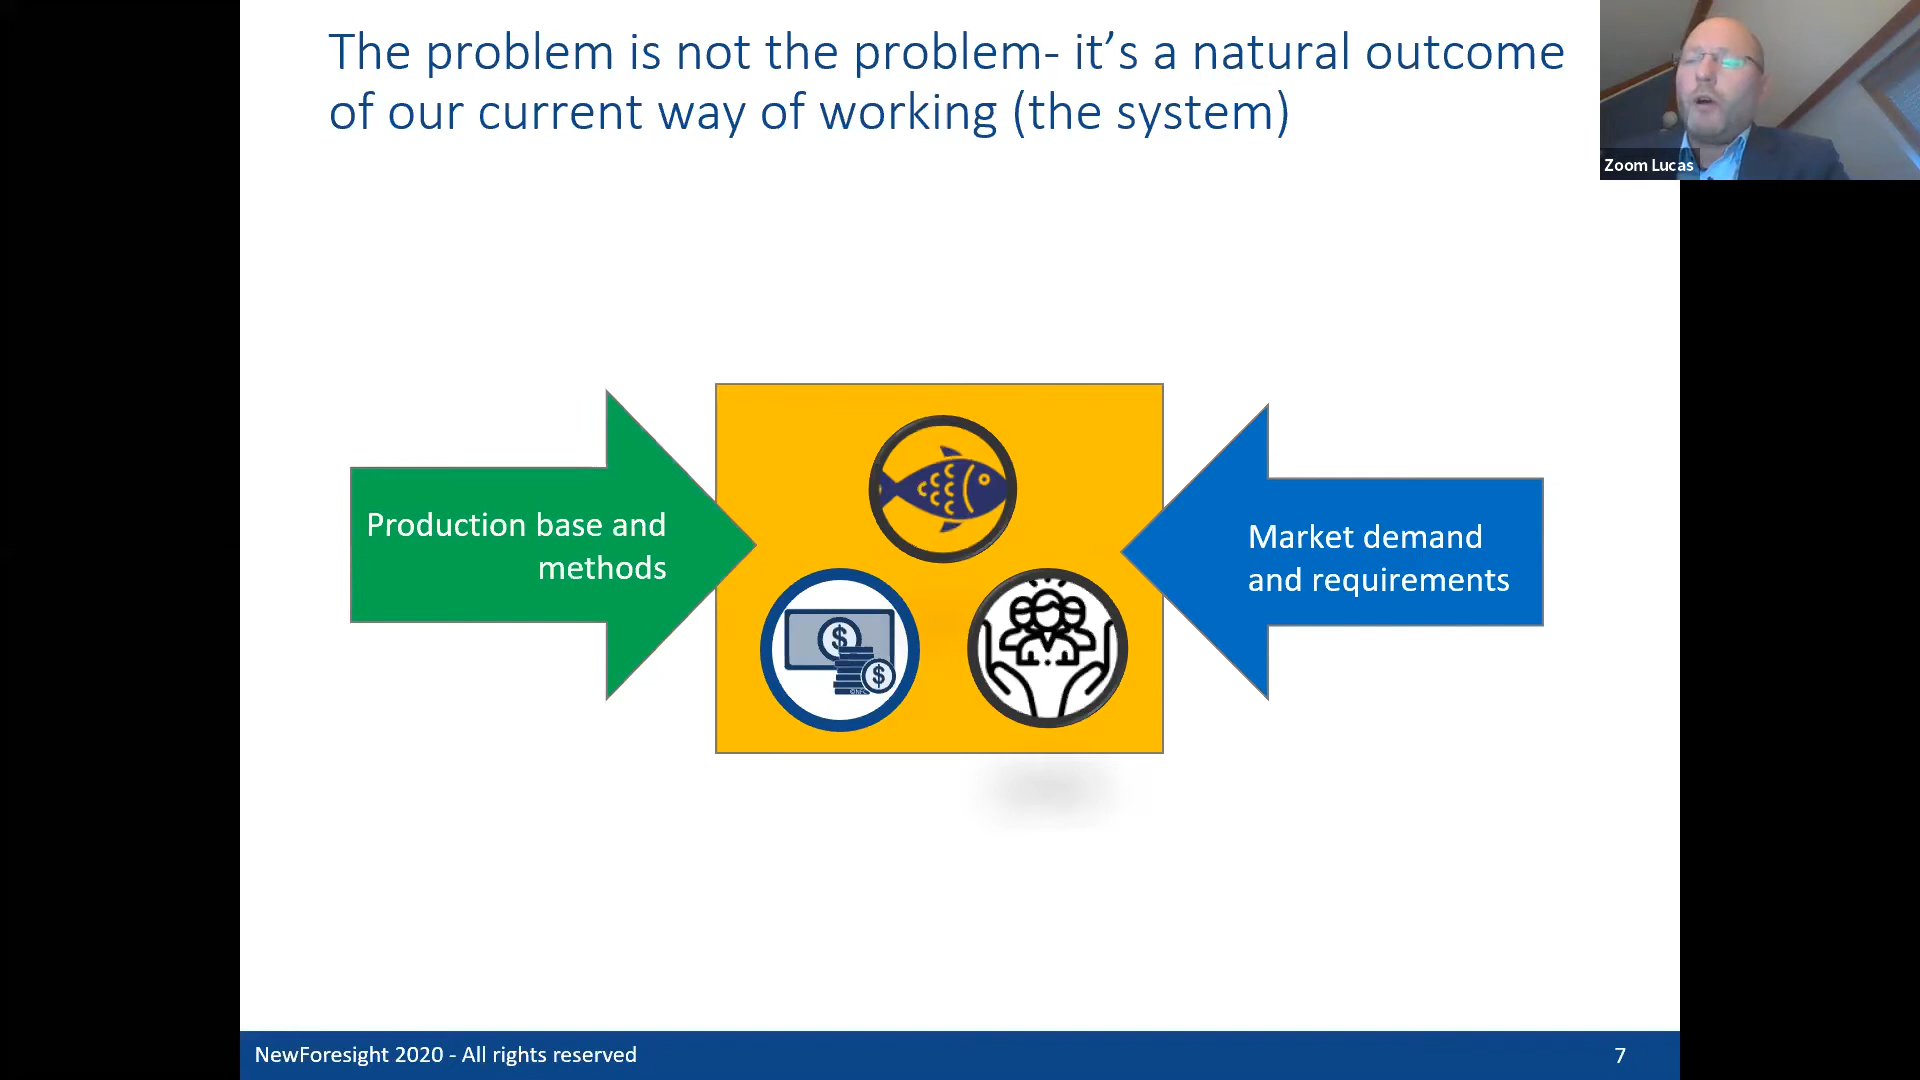 The problem is not the problem- it’s a natural outcome
of our current way of working (the system)
Zoom Lucas
Production base and
methods
$
$
Market demand
and requirements
NewForesight 2020 - All rights reserved
7